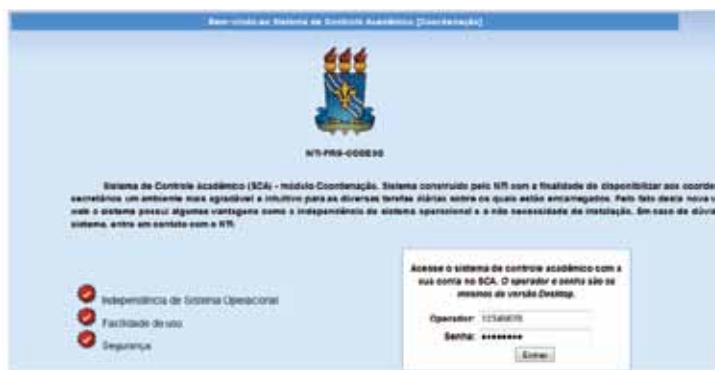 Bem-vindo ao Sistema de Controle Acadêmico [Coordenação]
NTI-PRG-CODESC
Sistema de Controle Acadêmico (SCA) - módulo Coordenação. Sistema construído pelo NTI com a finalidade de disponibilizar aos coorde
secretários um ambiente mais agradável e intuitivo para as diversas tarefas diárias sobre os quais estão encarregados. Pelo fato desta nova v
web o sistema possui algumas vantagens como a independência de sistema operacional e a não necessidade de instalação. Em caso de dúvi
sistema, entre em contato com o NTI.
Acesse o sistema de controle acadêmico com a
sua conta no SCA. O operador e senha são os
mesmos da versão Desktop.
Independência de Sistema Operacional
Facilidade de uso
Segurança
Operador: 12345678
Senha: ●●●●●●●●
Entrar